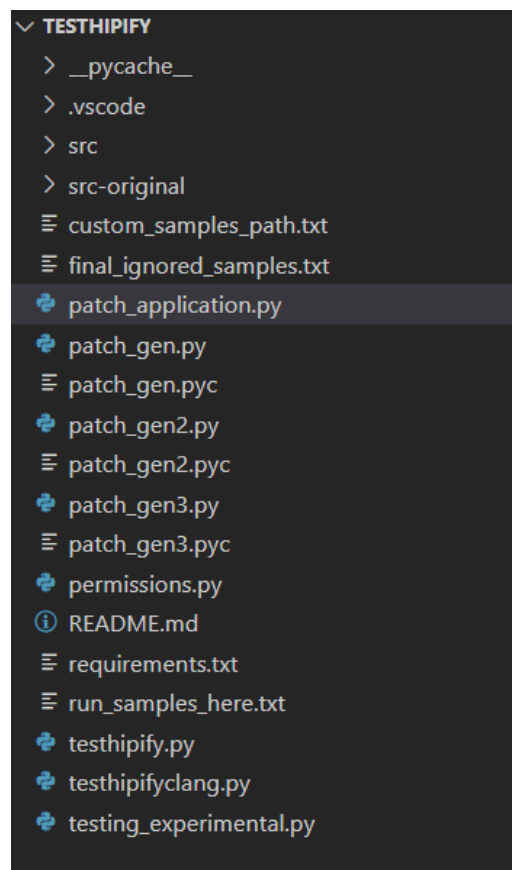 TESTHIPIFY
__pycache__
.vscode
src
src-original
custom_samples_path.txt
final_ignored_samples.txt
patch_application.py
patch_gen.py
patch_gen.pyc
patch_gen2.py
patch_gen2.pyc
patch_gen3.py
patch_gen3.pyc
permissions.py
README.md
requirements.txt
run_samples_here.txt
testhipify.py
testhipifyclang.py
testing_experimental.py